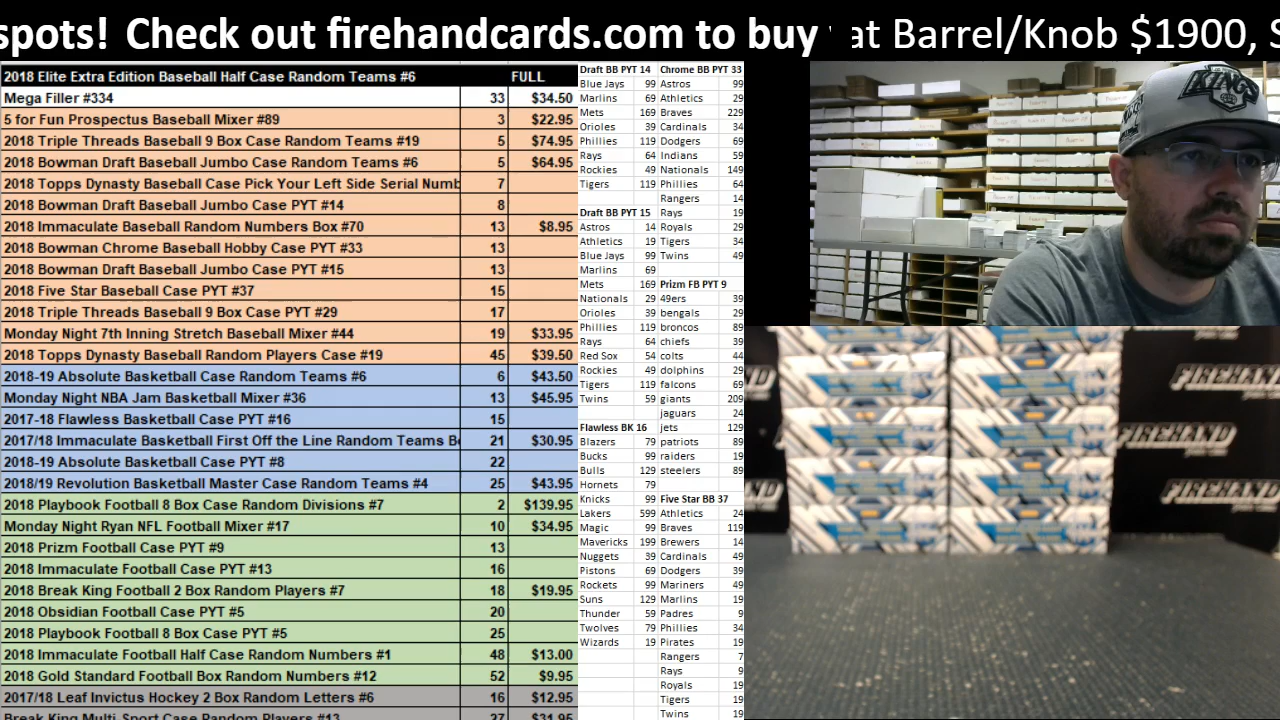 spots! Check out firehandcards.com to buy at Barrel/Knob $1900, S
2018 Elite Extra Edition Baseball Half Case Random Teams #6 FULL
Mega Filler #334 33 $34.50
5 for Fun Prospectus Baseball Mixer #89 3 $22.95
2018 Triple Threads Baseball 9 Box Case Random Teams #19 5 $74.95
2018 Bowman Draft Baseball Jumbo Case Random Teams #6 5 $64.95
2018 Topps Dynasty Baseball Case Pick Your Left Side Serial Numb 7
2018 Bowman Draft Baseball Jumbo Case PYT #14 8
2018 Immaculate Baseball Random Numbers Box #70 13 $8.95
2018 Bowman Chrome Baseball Hobby Case PYT #33 13
2018 Bowman Draft Baseball Jumbo Case PYT #15 13
2018 Five Star Baseball Case PYT #37 15
2018 Triple Threads Baseball 9 Box Case PYT #29 17
Monday Night 7th Inning Stretch Baseball Mixer #44 19 $33.95
2018 Topps Dynasty Baseball Random Players Case #19 45 $39.50
2018-19 Absolute Basketball Case Random Teams #6 6 $43.50
Monday Night NBA Jam Basketball Mixer #36 13 $45.95
2017-18 Flawless Basketball Case PYT #16 15
2017/18 Immaculate Basketball First Off the Line Random Teams Bo 21 $30.95
2018-19 Absolute Basketball Case PYT #8 22
2018/19 Revolution Basketball Master Case Random Teams #4 25 $43.95
2018 Playbook Football 8 Box Case Random Divisions #7 2 $139.95
Monday Night Ryan NFL Football Mixer #17 10 $34.95
2018 Prizm Football Case PYT #9 13
2018 Immaculate Football Case PYT #13 16
2018 Break King Football 2 Box Random Players #7 18 $19.95
2018 Obsidian Football Case PYT #5 20
2018 Playbook Football 8 Box Case PYT #5 25
2018 Immaculate Football Half Case Random Numbers #1 48 $13.00
2018 Gold Standard Football Box Random Numbers #12 52 $9.95
2017/18 Leaf Invictus Hockey 2 Box Random Letters #6 16 $12.95
Break King Multi-Sport Case Random Players #13 27 $31.95
Draft BB PYT 14
Blue Jays 99
Marlins 69
Mets 169
Orioles 39
Phillies 119
Rays 64
Rockies 49
Tigers 119
Draft BB PYT 15
Astros 14
Athletics 19
Blue Jays 99
Marlins 69
Mets 169
Nationals 29
Orioles 39
Phillies 119
Rays 64
Red Sox 54
Rockies 49
Tigers 119
Twins 59
Flawless BK 16
Blazers 79
Bucks 99
Bulls 129
Hornets 79
Knicks 99
Lakers 599
Magic 99
Mavericks 199
Nuggets 39
Pistons 69
Rockets 99
Suns 129
Thunder 59
Twolves 79
Wizards 19
Chrome BB PYT 33
Astros 99
Athletics 29
Braves 229
Cardinals 34
Dodgers 69
Indians 59
Nationals 149
Phillies 64
Rangers 14
Rays 19
Royals 29
Tigers 34
Twins 49
Prizm FB PYT 9
49ers 39
bengals 29
broncos 89
chiefs 39
colts 44
dolphins 29
falcons 69
giants 209
jaguars 24
jets 129
patriots 89
raiders 19
steelers 89
Five Star BB 37
Athletics 24
Braves 119
Brewers 14
Cardinals 49
Dodgers 39
Mariners 49
Marlins 19
Padres 9
Phillies 34
Pirates 19
Rangers 7
Rays 9
Royals 19
Tigers 19
Twins 19
KINGS
FIREHAND
FIREHAND